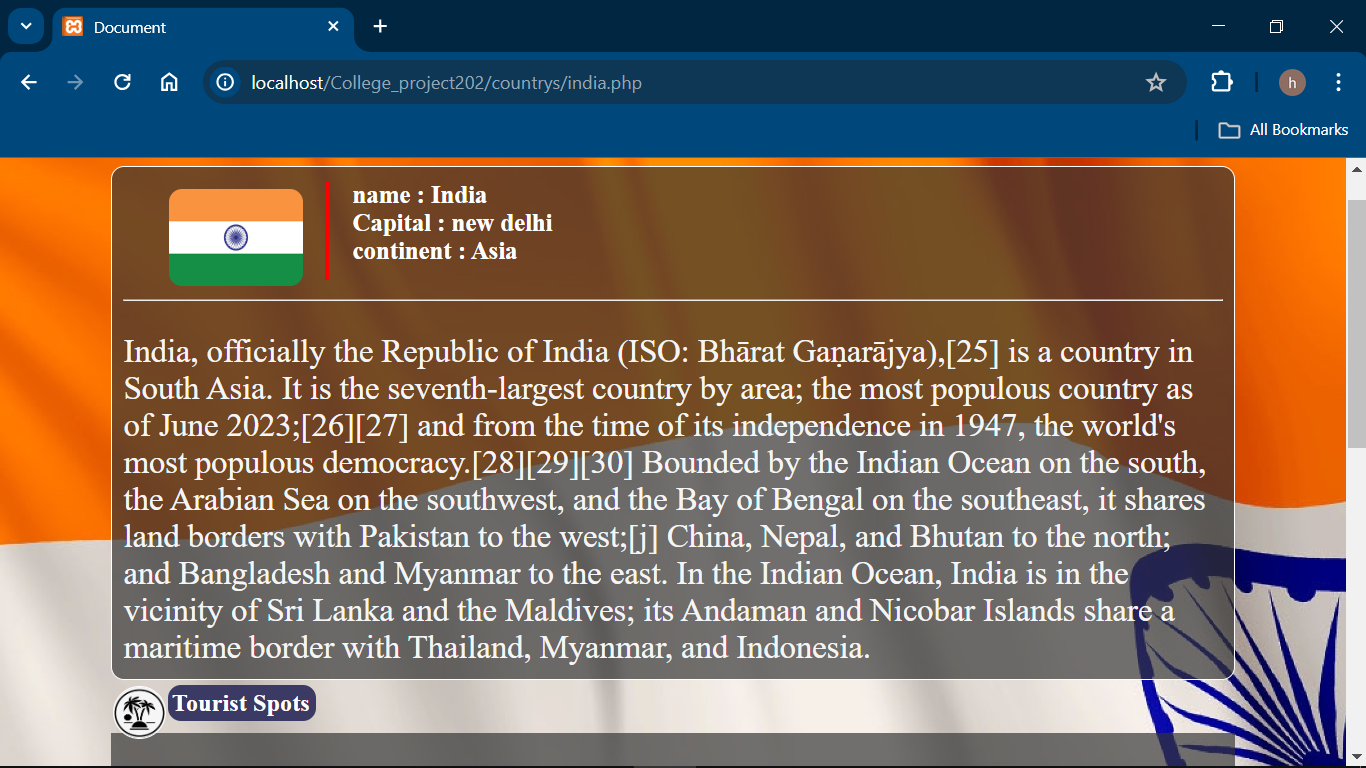 Document
localhost/College_project202/countrys/india.php
h
All Bookmarks
name : India
Capital : new delhi
continent : Asia
India, officially the Republic of India (ISO: Bhārat Gaṇarājya),[25] is a country in
South Asia. It is the seventh-largest country by area; the most populous country as
of June 2023;[26][27] and from the time of its independence in 1947, the world's
most populous democracy.[28][29][30] Bounded by the Indian Ocean on the south,
the Arabian Sea on the southwest, and the Bay of Bengal on the southeast, it shares
land borders with Pakistan to the west;[j] China, Nepal, and Bhutan to the north;
and Bangladesh and Myanmar to the east. In the Indian Ocean, India is in the
vicinity of Sri Lanka and the Maldives; its Andaman and Nicobar Islands share a
maritime border with Thailand, Myanmar, and Indonesia.
Tourist Spots